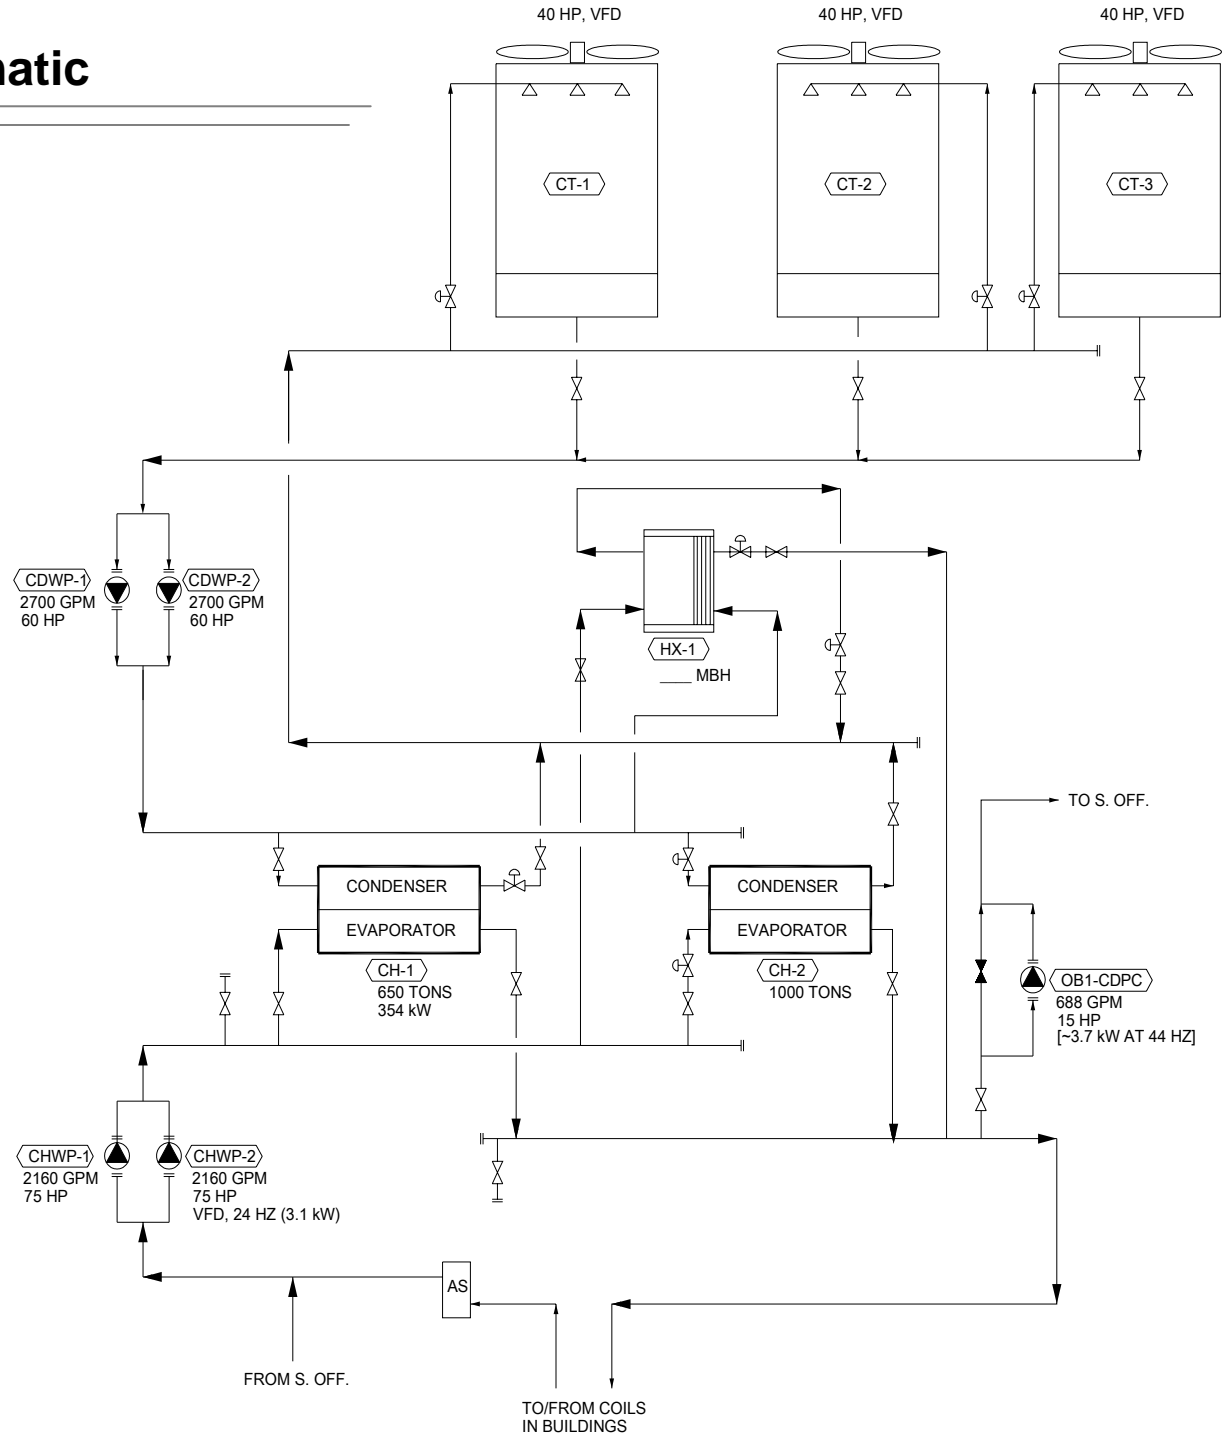 40 HP, VFD
40 HP, VFD
40 HP, VFD
matic
CT-1
CT-2
CT-3
CDWP-1
2700 GPM
60 HP
CDWP-2
2700 GPM
60 HP
HX-1
____ MBH
TO S. OFF.
CONDENSER
EVAPORATOR
CH-1
650 TONS
354 kW
CONDENSER
EVAPORATOR
CH-2
1000 TONS
OB1-CDPC
688 GPM
15 HP
[~3.7 kW AT 44 HZ]
CHWP-1
2160 GPM
75 HP
CHWP-2
2160 GPM
75 HP
VFD, 24 HZ (3.1 kW)
AS
FROM S. OFF.
TO/FROM COILS
IN BUILDINGS